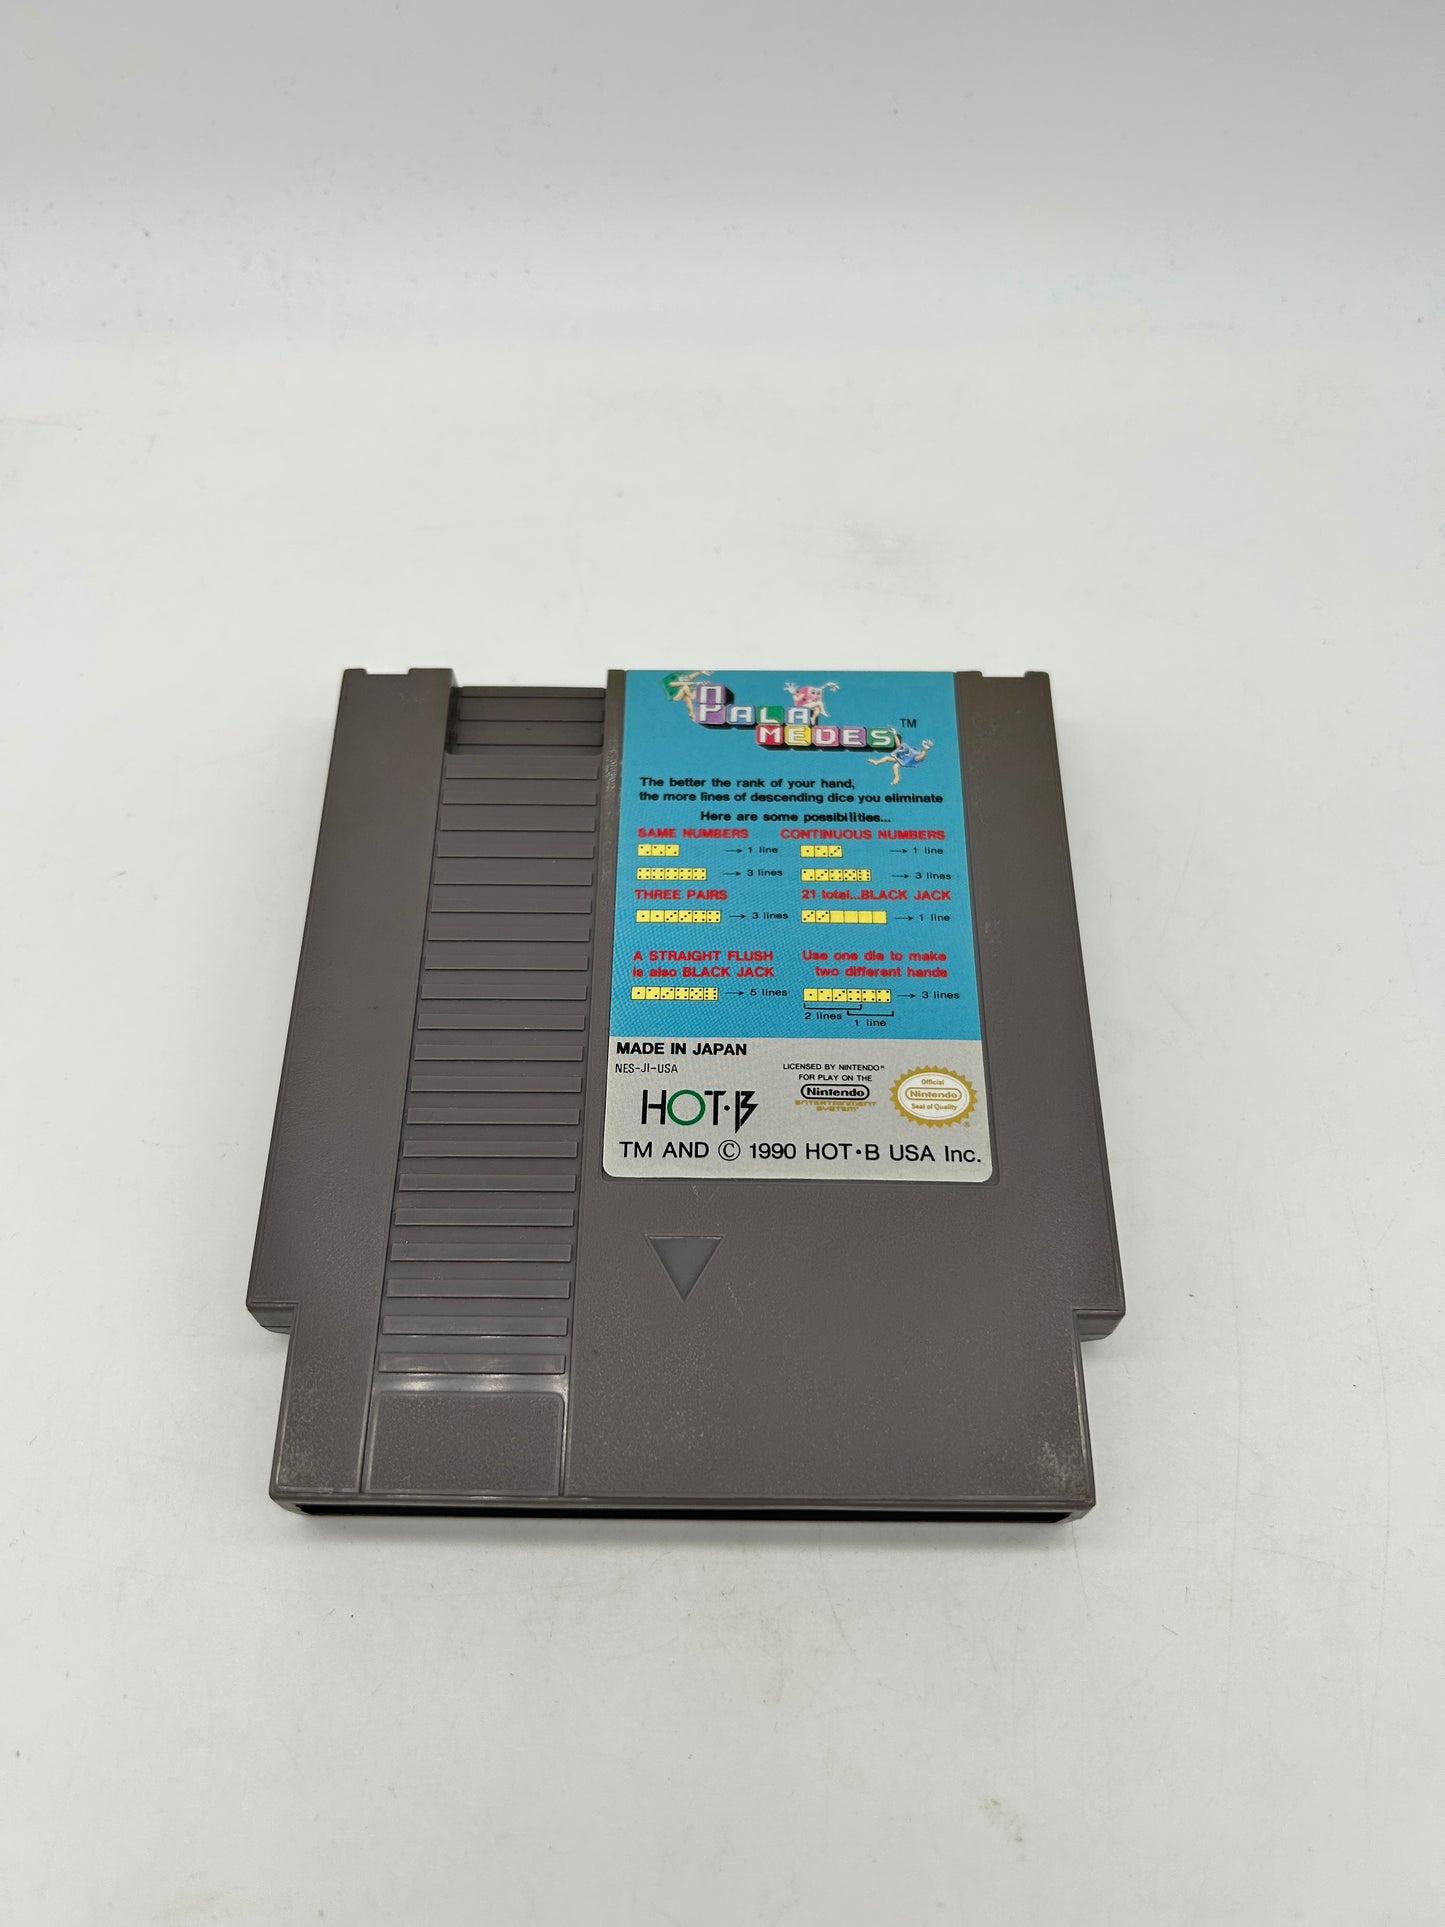 PALA
MEDES™
The better the rank of your hand,
the more lines of descending dice you eliminate
Here are some possibilities...
SAME NUMBERS
→ 1 line
→ 3 lines
CONTINUOUS NUMBERS
→ 1 line
→ 3 lines
THREE PAIRS
→ 3 lines
21 total...BLACK JACK
→ 1 line
A STRAIGHT FLUSH
is also BLACK JACK
→ 5 lines
Use one die to make
two different hands
→ 3 lines
2 lines
1 line
MADE IN JAPAN
NES-JI-USA
HOT·B
LICENSED BY NINTENDO®
FOR PLAY ON THE
Nintendo
ENTERTAINMENT
SYSTEM
Official
Nintendo
Seal of Quality
®
TM AND © 1990 HOT·B USA Inc.